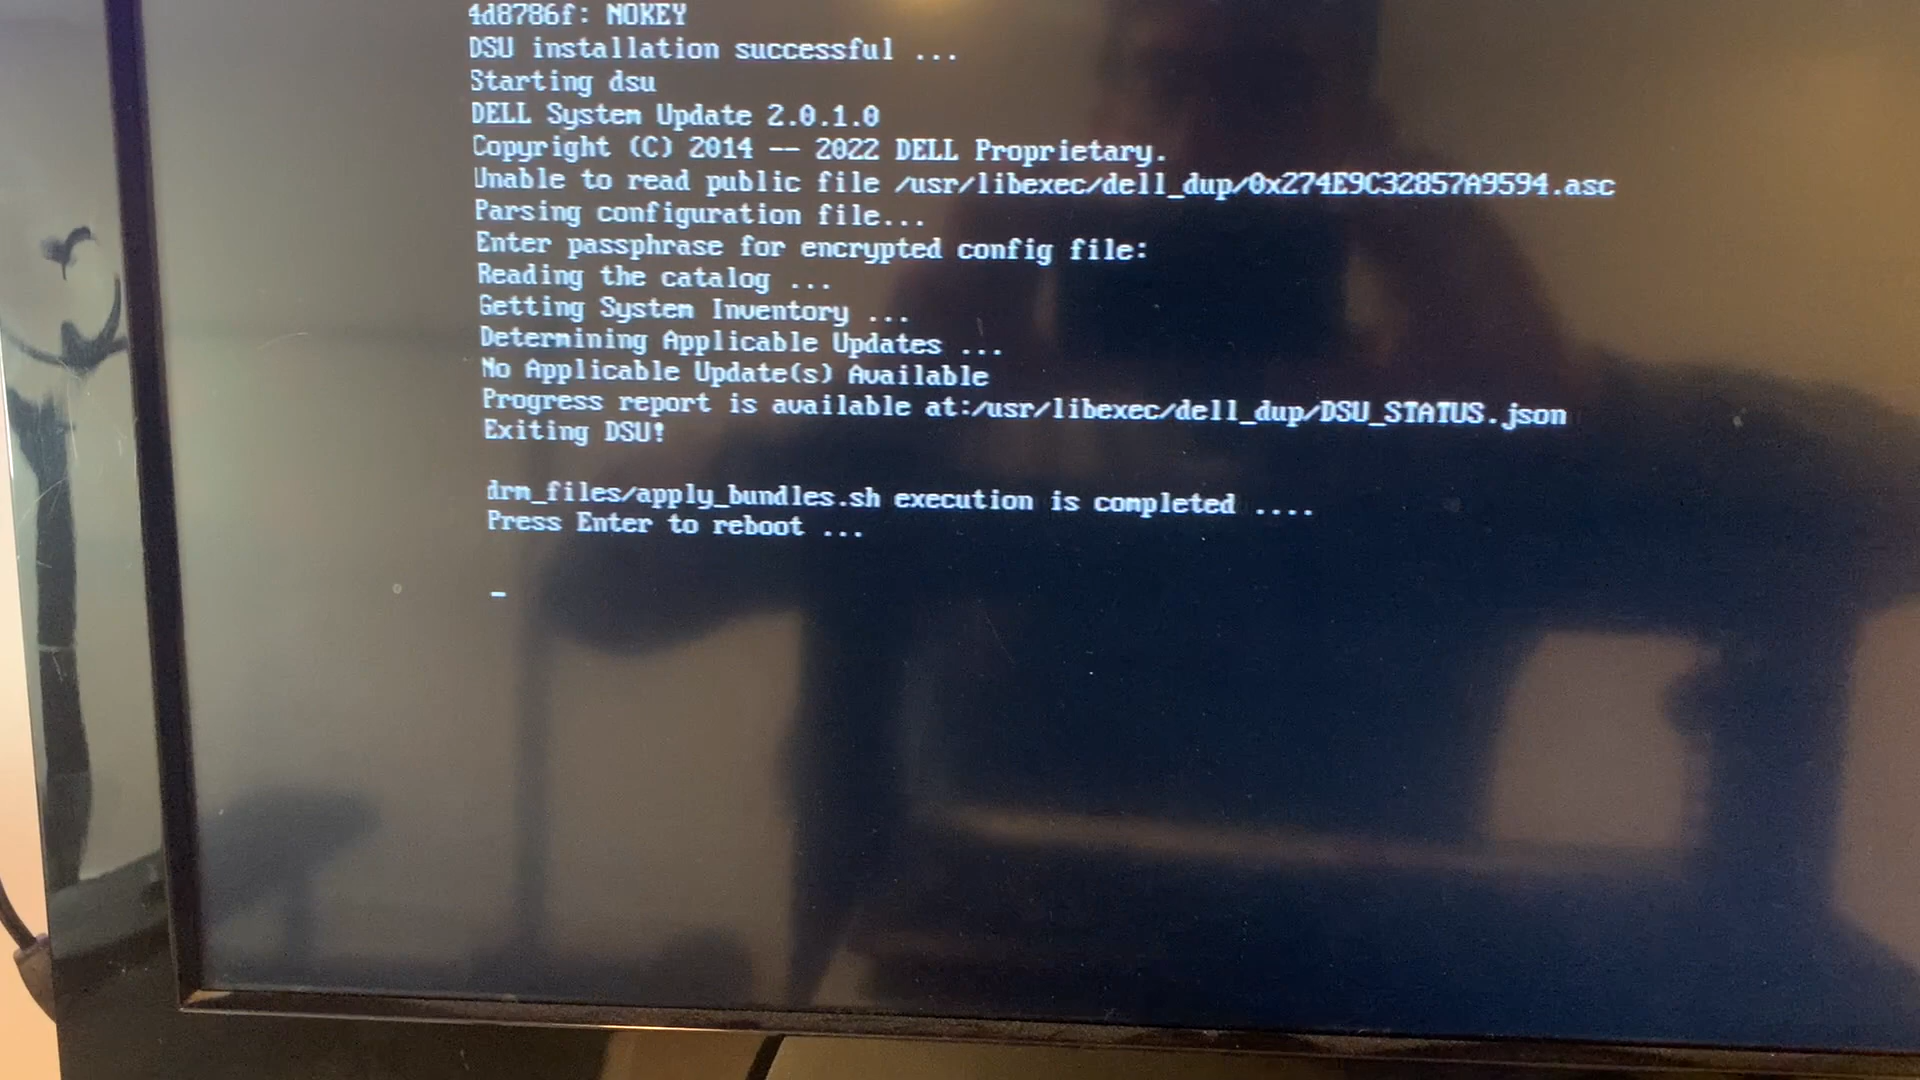 4d8786f: NOKEY
DSU installation successful ...
Starting dsu
DELL System Update 2.0.1.0
Copyright (C) 2014 -- 2022 DELL Proprietary.
Unable to read public file /usr/libexec/dell_dup/0x274E9C32857A9594.asc
Parsing configuration file...
Enter passphrase for encrypted config file:
Reading the catalog ...
Getting System Inventory ...
Determining Applicable Updates ...
No Applicable Update(s) Available
Progress report is available at:/usr/libexec/dell_dup/DSU_STATUS.json
Exiting DSU!
drm_files/apply_bundles.sh execution is completed ....
Press Enter to reboot ...
_